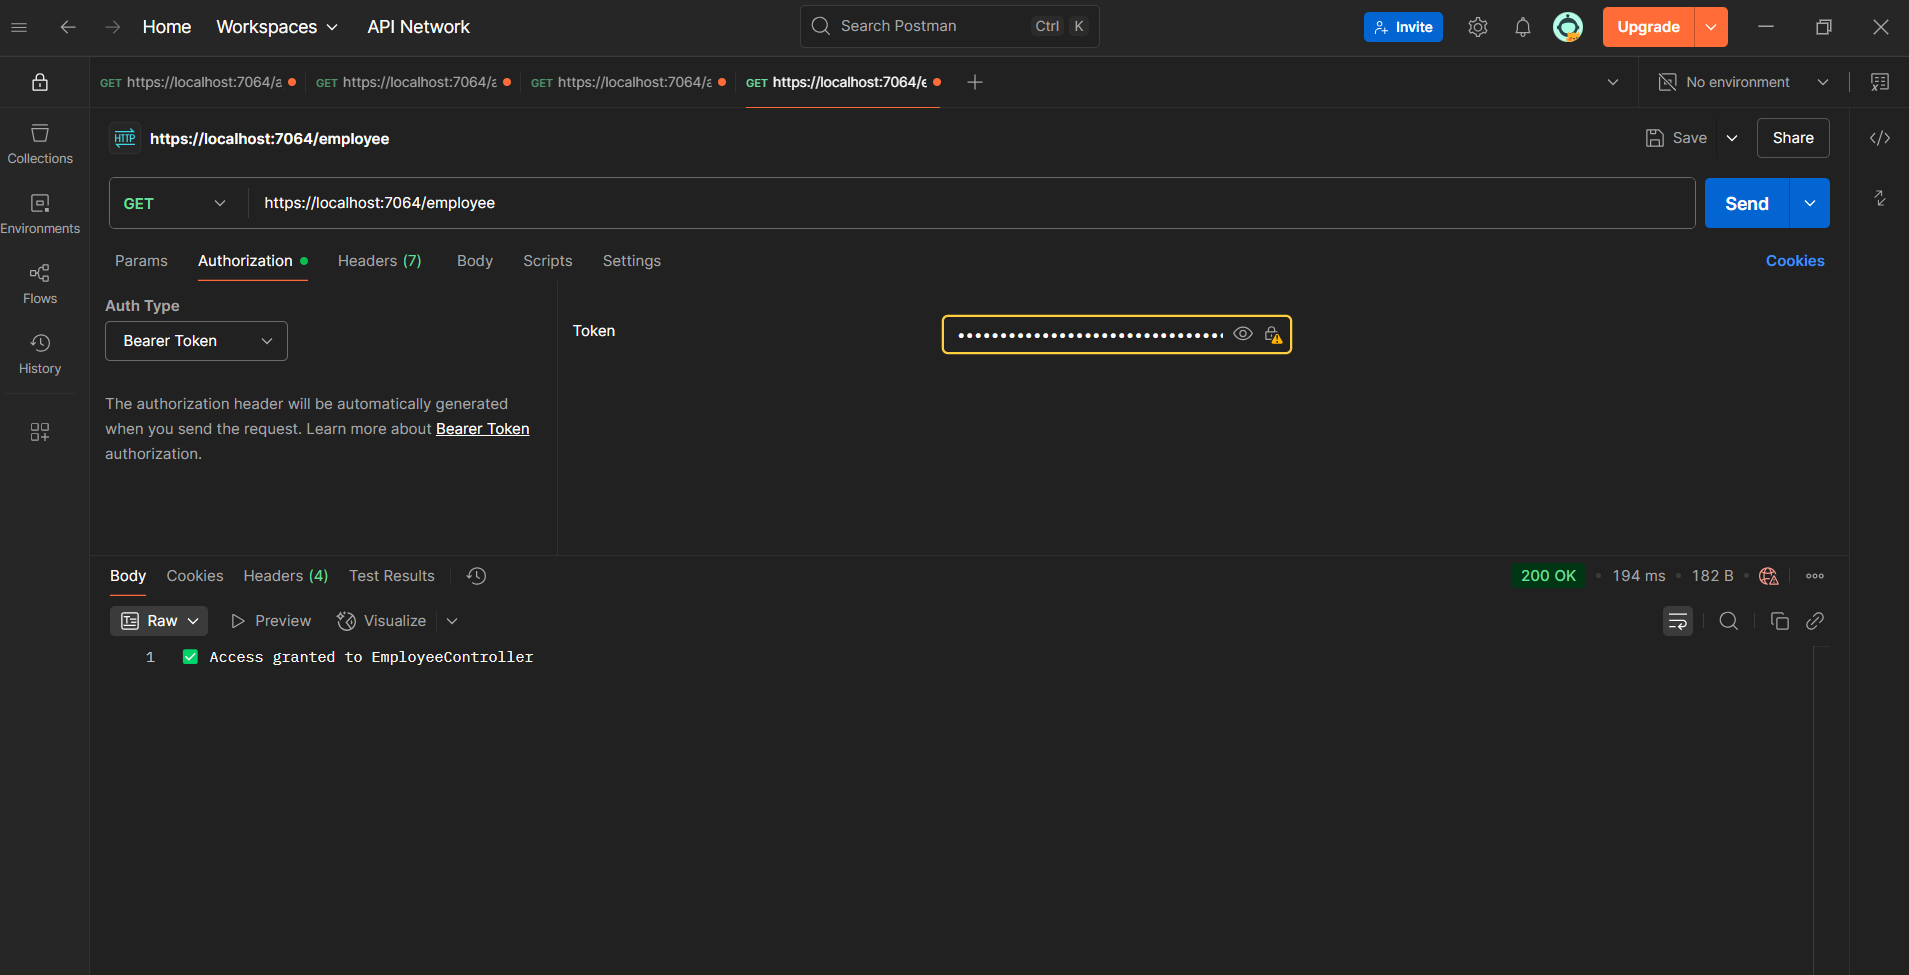 Home Workspaces API Network Search Postman Ctrl K Invite Upgrade
GET https://localhost:7064/a GET https://localhost:7064/a GET https://localhost:7064/a GET https://localhost:7064/e No environment
HTTP https://localhost:7064/employee Save Share
Collections
GET https://localhost:7064/employee Send
Environments
Params Authorization Headers (7) Body Scripts Settings Cookies
Flows
Auth Type
Token
Bearer Token
History
The authorization header will be automatically generated
when you send the request. Learn more about Bearer Token
authorization.
Body Cookies Headers (4) Test Results 200 OK • 194 ms • 182 B •
Raw Preview Visualize
1 ✅ Access granted to EmployeeController